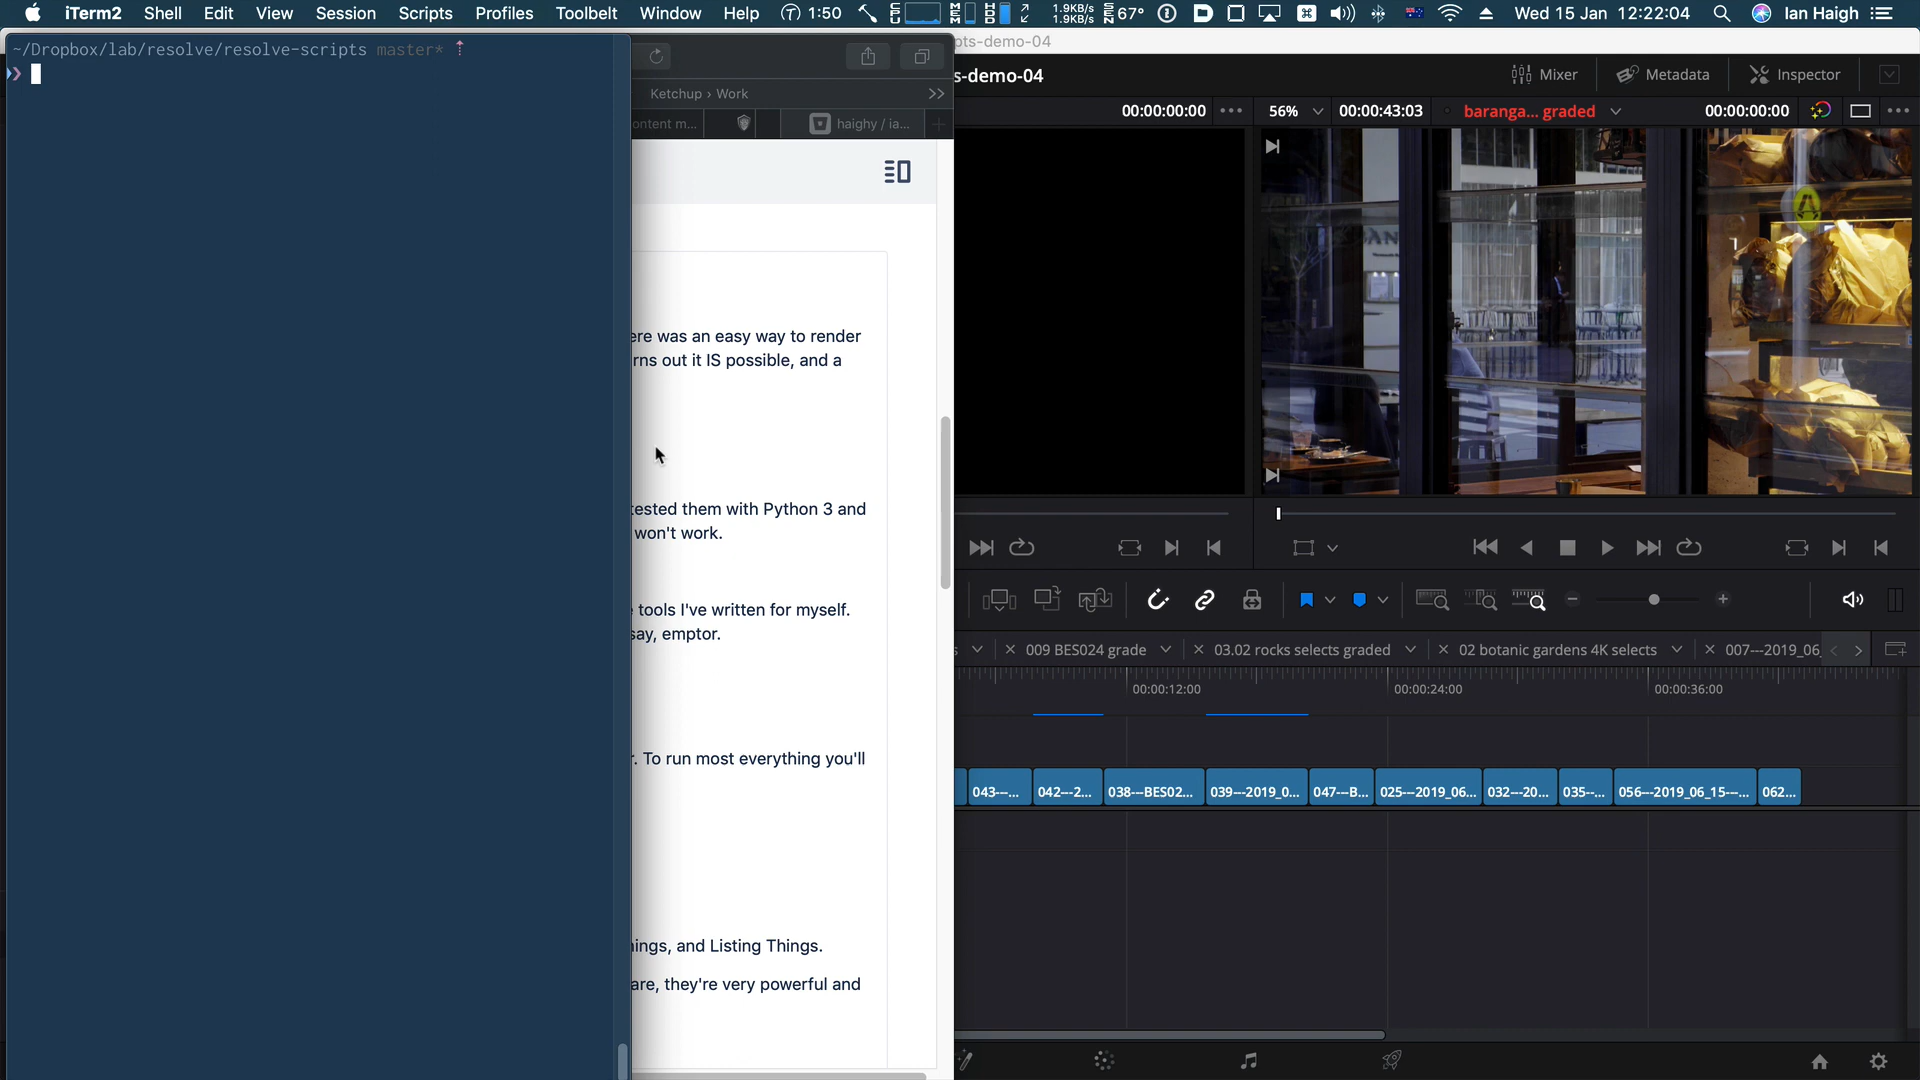 iTerm2 Shell Edit View Session Scripts Profiles Toolbelt Window Help 1:50 1.9KB/s 1.9KB/s 67° Wed 15 Jan 12:22:04 Ian Haigh
~/Dropbox/lab/resolve/resolve-scripts master*
pts-demo-04
s-demo-04
Mixer Metadata Inspector
Ketchup › Work
00:00:00:00 56% 00:00:43:03 baranga... graded 00:00:00:00
ontent m... haighy / ia...
ere was an easy way to render
rns out it IS possible, and a
tested them with Python 3 and
won't work.
tools I've written for myself.
say, emptor.
s 009 BES024 grade 03.02 rocks selects graded 02 botanic gardens 4K selects 007---2019_06
00:00:12:00 00:00:24:00 00:00:36:00
r. To run most everything you'll
043---... 042---2... 038---BES02... 039---2019_0... 047---B... 025---2019_06... 032---20... 035---... 056---2019_06_15---... 062...
ings, and Listing Things.
are, they're very powerful and